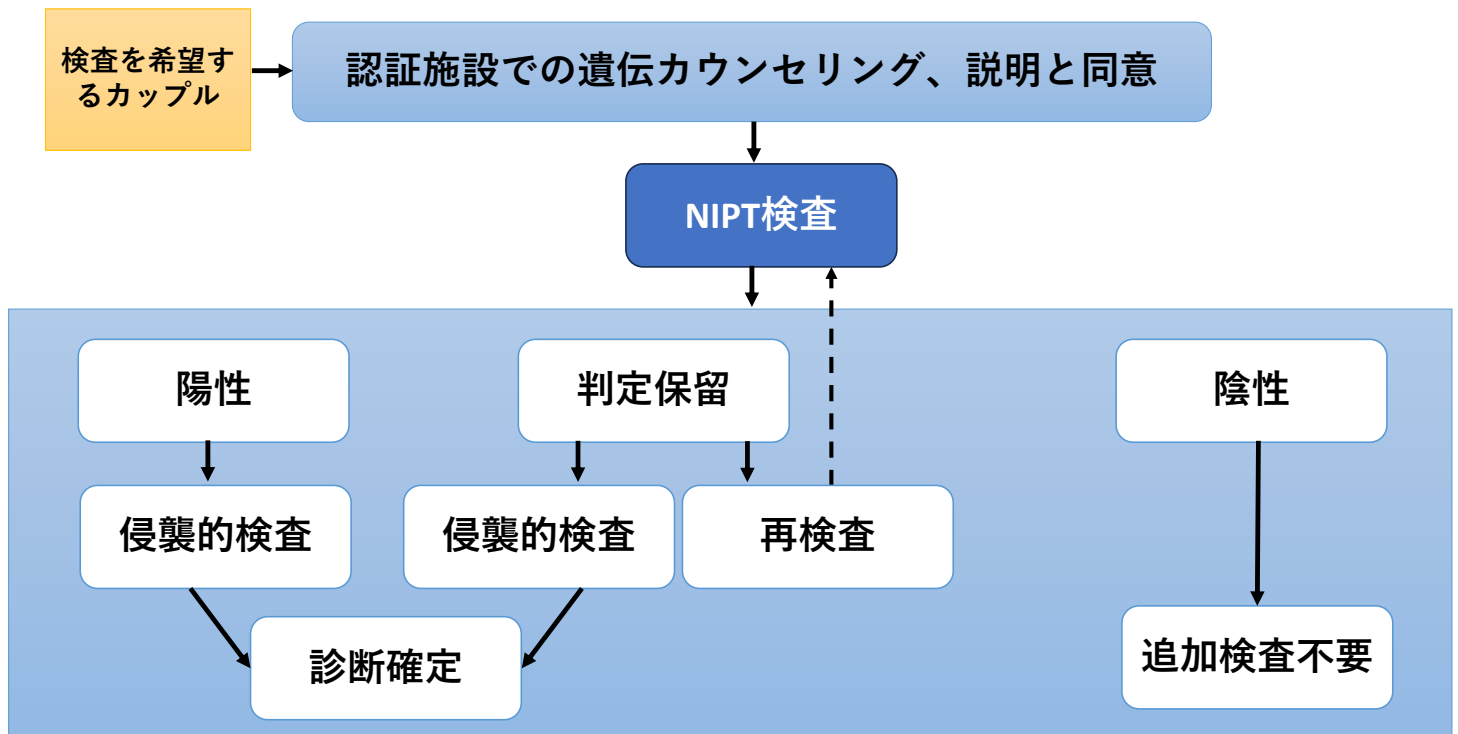 検査を希望す
るカップル
認証施設での遺伝カウンセリング、説明と同意
NIPT検査
陽性
判定保留
陰性
侵襲的検査
侵襲的検査
再検査
診断確定
追加検査不要